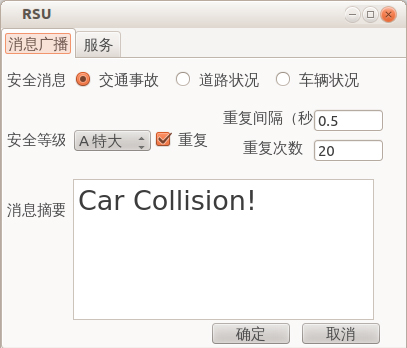 RSU
消息广播 服务
安全消息 交通事故 道路状况 车辆状况
重复间隔（秒 0.5
安全等级 A 特大 重复
重复次数 20
消息摘要 Car Collision!
确定 取消